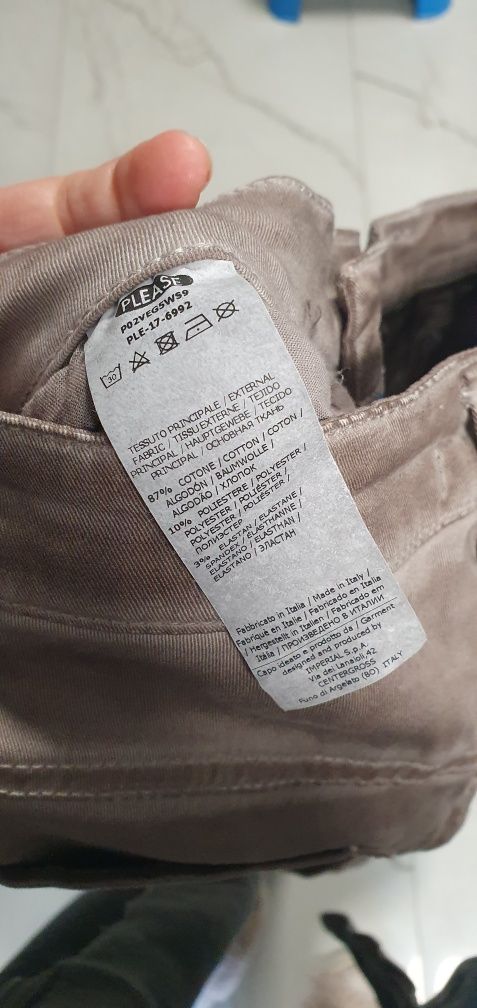 PLEASE
P02VEG5WS9
PLE-17-6992
30
TESSUTO PRINCIPALE / EXTERNAL
FABRIC / TISSU EXTERNE / TEJIDO
PRINCIPAL / HAUPTGEWEBE / TECIDO
PRINCIPAL / ОСНОВНАЯ ТКАНЬ
87% COTONE / COTTON / COTON /
ALGODÓN / BAUMWOLLE /
ALGODÃO / ХЛОПОК
10% POLIESTERE / POLYESTER /
POLYESTER / POLIÉSTER /
POLYESTER / POLIÉSTER /
ПОЛИЭСТЕР
3% ELASTAN / ELASTANE /
SPANDEX / ÉLASTHANNE /
ELASTANO / ELASTHAN /
ELASTANO / ЭЛАСТАН
Fabbricato in Italia / Made in Italy /
Fabriqué en Italie / Fabricado en Italia
/ Hergestellt in Italien / Fabricado em
Italia / ПРОИЗВЕДЕНО В ИТАЛИИ
Capo ideato e prodotto da / Garment
designed and produced by
IMPERIAL S.p.A.
Via dei Lanaioli,42
CENTERGROSS
Funo di Argelato (BO) ITALY